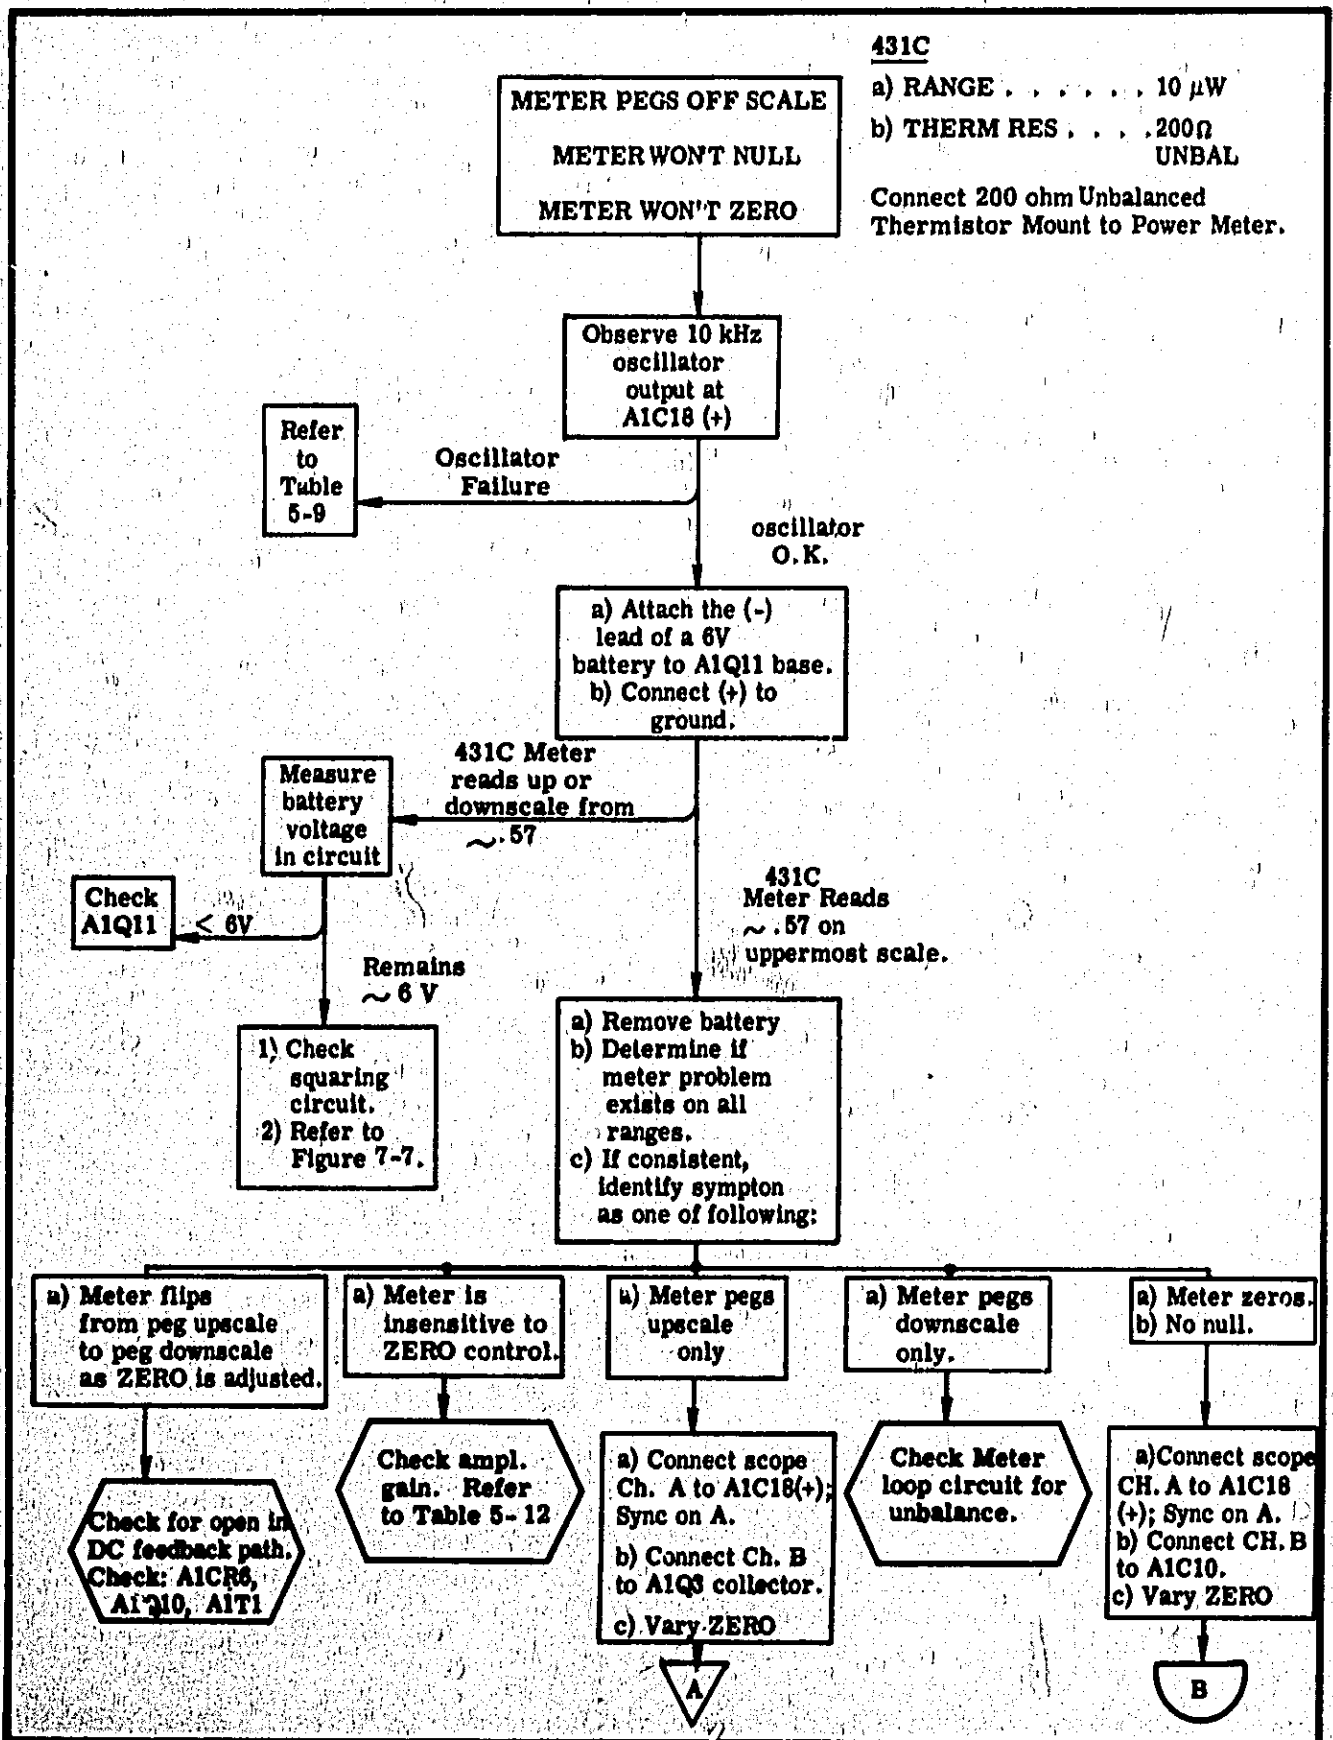 431C
a) RANGE . . . . . . 10 µW
b) THERM RES . . . . 200Ω
UNBAL
Connect 200 ohm Unbalanced
Thermistor Mount to Power Meter.
METER PEGS OFF SCALE
METER WON'T NULL
METER WON'T ZERO
Observe 10 kHz
oscillator
output at
A1C18 (+)
Refer
to
Table
5-9
Oscillator
Failure
oscillator
O.K.
a) Attach the (-)
lead of a 6V
battery to A1Q11 base.
b) Connect (+) to
ground.
431C Meter
reads up or
downscale from
~.57
Measure
battery
voltage
in circuit
Check
A1Q11
< 6V
Remains
~ 6 V
1) Check
squaring
circuit.
2) Refer to
Figure 7-7.
431C
Meter Reads
~ .57 on
uppermost scale.
a) Remove battery
b) Determine if
meter problem
exists on all
ranges.
c) If consistent,
identify sympton
as one of following:
a) Meter flips
from peg upscale
to peg downscale
as ZERO is adjusted.
a) Meter is
insensitive to
ZERO control.
a) Meter pegs
upscale
only
a) Meter pegs
downscale
only.
a) Meter zeros.
b) No null.
Check for open in
DC feedback path.
Check: A1CR6,
A1Q10, A1T1
Check ampl.
gain. Refer
to Table 5-12
a) Connect scope
Ch. A to A1C18(+);
Sync on A.
b) Connect Ch. B
to A1Q3 collector.
c) Vary ZERO
Check Meter
loop circuit for
unbalance.
a)Connect scope
CH. A to A1C18
(+); Sync on A.
b) Connect CH. B
to A1C10.
c) Vary ZERO
A
B